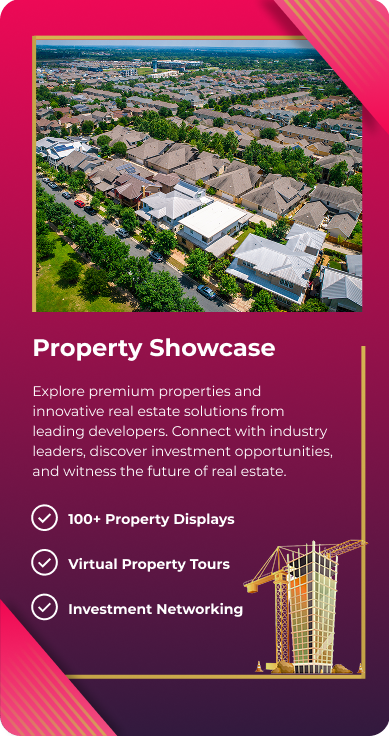 Property Showcase
Explore premium properties and
innovative real estate solutions from
leading developers. Connect with industry
leaders, discover investment opportunities,
and witness the future of real estate.
100+ Property Displays
Virtual Property Tours
Investment Networking